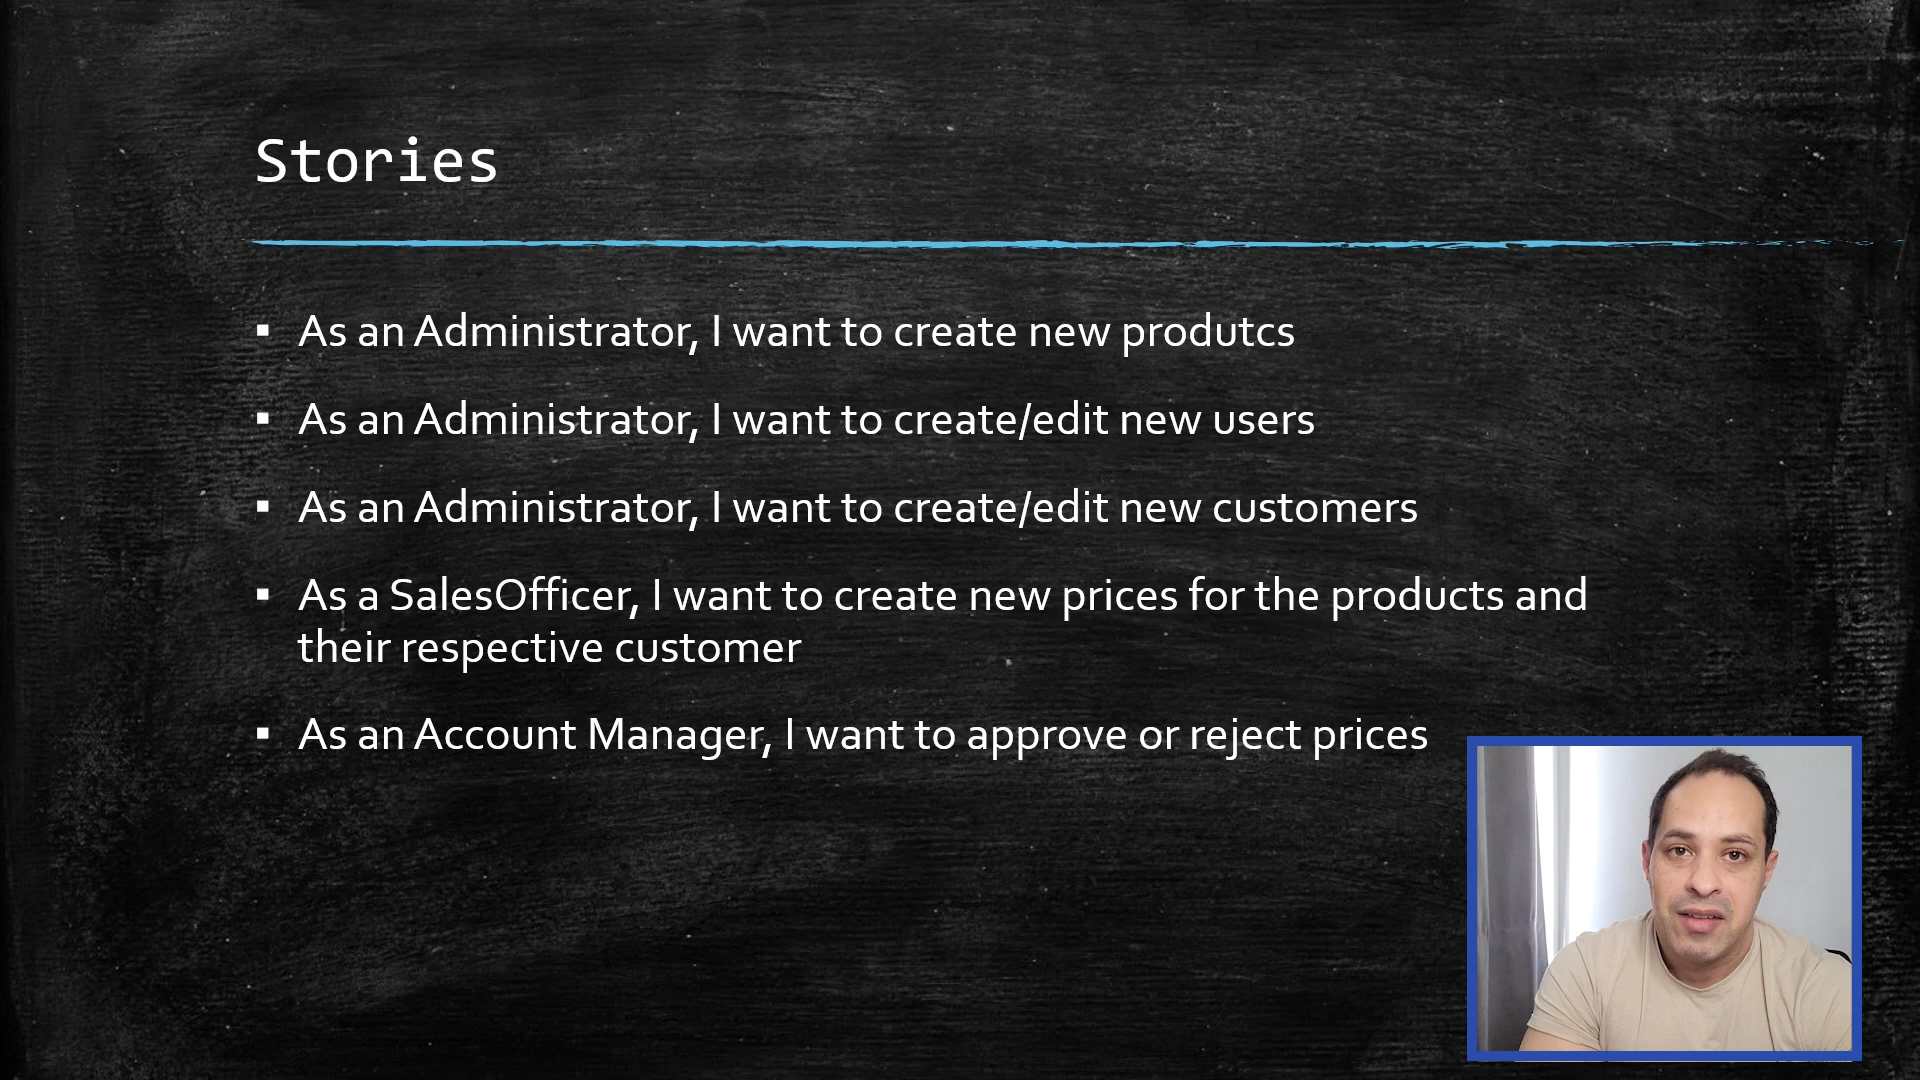 Stories
▪ As an Administrator, I want to create new produtcs
▪ As an Administrator, I want to create/edit new users
▪ As an Administrator, I want to create/edit new customers
▪ As a SalesOfficer, I want to create new prices for the products and
their respective customer
▪ As an Account Manager, I want to approve or reject prices